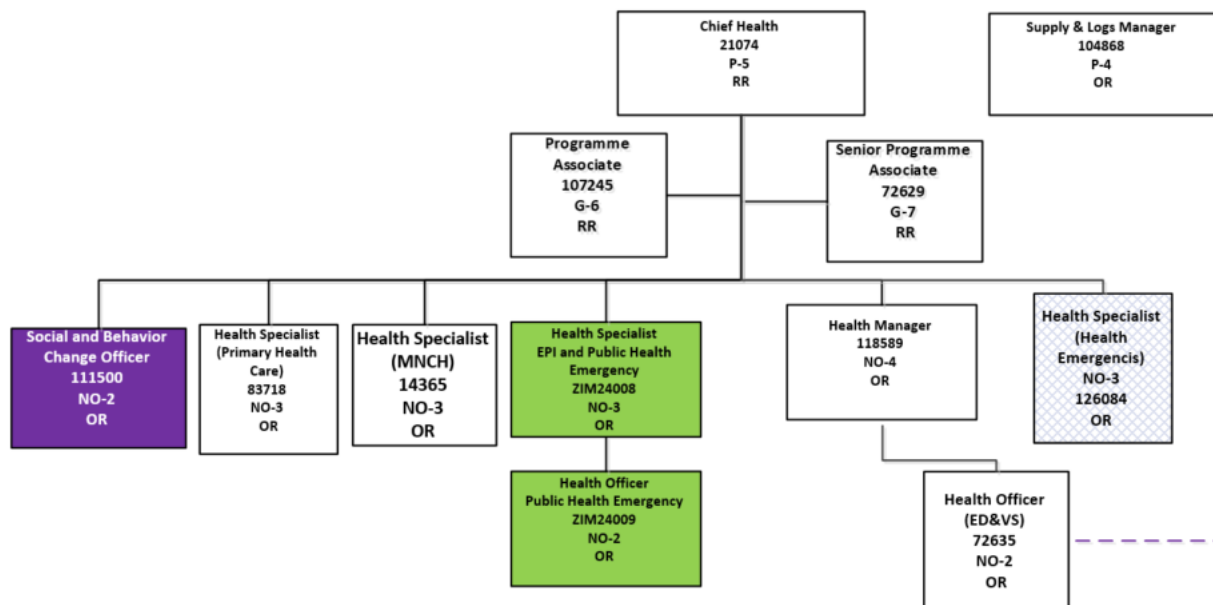 Chief Health
21074
P-5
RR
Supply & Logs Manager
104868
P-4
OR
Programme
Associate
107245
G-6
RR
Senior Programme
Associate
72629
G-7
RR
Social and Behavior
Change Officer
111500
NO-2
OR
Health Specialist
(Primary Health
Care)
83718
NO-3
OR
Health Specialist
(MNCH)
14365
NO-3
OR
Health Specialist
EPI and Public Health
Emergency
ZIM24008
NO-3
OR
Health Manager
118589
NO-4
OR
Health Specialist
(Health
Emergencis)
NO-3
126084
OR
Health Officer
Public Health Emergency
ZIM24009
NO-2
OR
Health Officer
(ED&VS)
72635
NO-2
OR